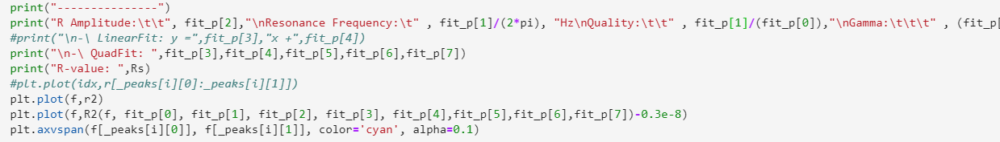 print("---------------")
print("R Amplitude:\t\t", fit_p[2],"\nResonance Frequency:\t" , fit_p[1]/(2*pi), "Hz\nQuality:\t\t" , fit_p[1]/(fit_p[0]),"\nGamma:\t\t\t" , (fit_p[
#print("\n-\ LinearFit: y =",fit_p[3],"x +",fit_p[4])
print("\n-\ QuadFit: ",fit_p[3],fit_p[4],fit_p[5],fit_p[6],fit_p[7])
print("R-value: ",Rs)
#plt.plot(idx,r[_peaks[i][0]:_peaks[i][1]])
plt.plot(f,r2)
plt.plot(f,R2(f, fit_p[0], fit_p[1], fit_p[2], fit_p[3], fit_p[4],fit_p[5],fit_p[6],fit_p[7])-0.3e-8)
plt.axvspan(f[_peaks[i][0]], f[_peaks[i][1]], color='cyan', alpha=0.1)